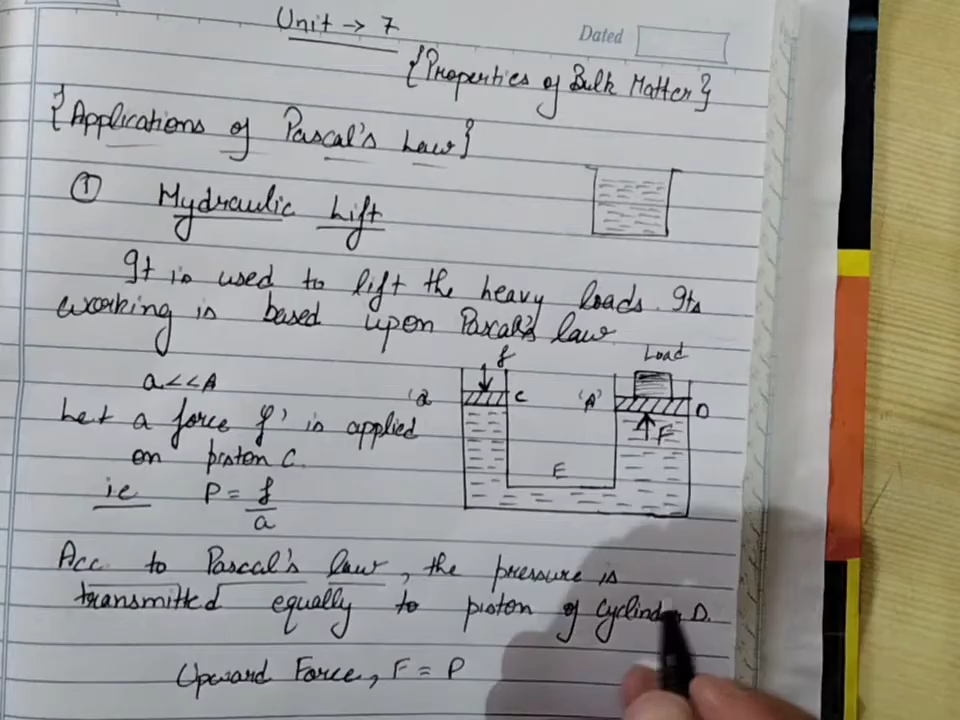 Unit → 7
Dated
{Properties of Bulk Matter}
{Applications of Pascal's Law}
① Hydraulic Lift
It is used to lift the heavy loads. Its
working is based upon Pascal's law.
a<<A
Let a force 'f' is applied
on piston C.
ie P = f/a
f
Load
'a
C
'A'
D
F
E
Acc. to Pascal's law, the pressure is
transmitted equally to piston of Cylinder D.
Upward Force, F = P